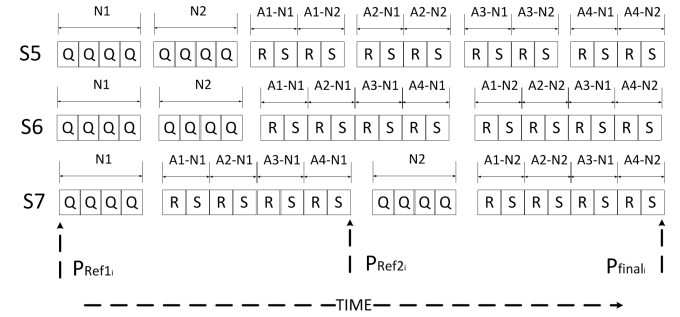 N1 N2 A1-N1 A1-N2 A2-N1 A2-N2 A3-N1 A3-N2 A4-N1 A4-N2
S5 Q Q Q Q Q Q Q Q R S R S R S R S R S R S R S R S
N1 N2 A1-N1 A2-N1 A3-N1 A4-N1 A1-N2 A2-N2 A3-N1 A4-N2
S6 Q Q Q Q Q Q Q Q R S R S R S R S R S R S R S R S
N1 A1-N1 A2-N1 A3-N1 A4-N1 N2 A1-N2 A2-N2 A3-N1 A4-N2
S7 Q Q Q Q R S R S R S R S Q Q Q Q R S R S R S R S
PRef1i PRef2i Pfinali
TIME